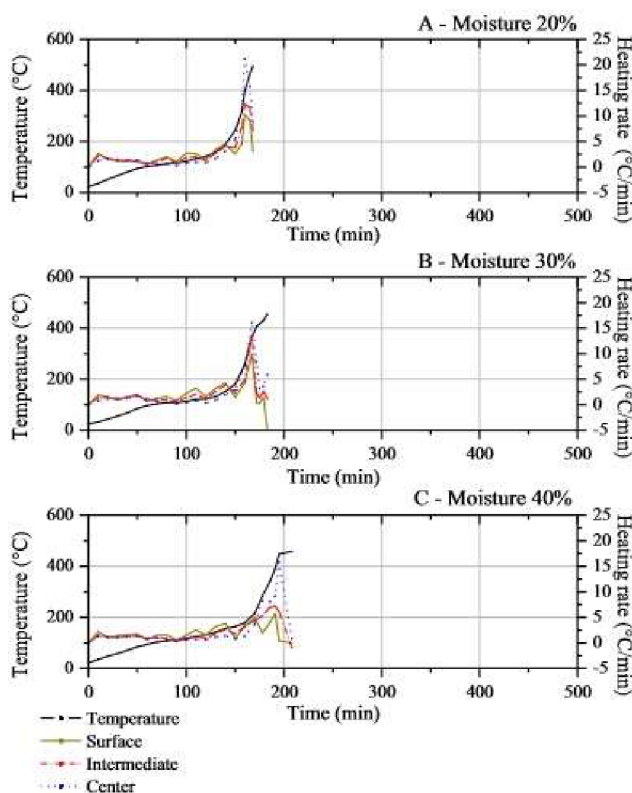 A - Moisture 20%
Temperature (°C)
600
400
200
0
25
20
15
10
5
0
-5
Heating rate (°C/min)
0 100 200 300 400 500
Time (min)
B - Moisture 30%
Temperature (°C)
600
400
200
0
25
20
15
10
5
0
-5
Heating rate (°C/min)
0 100 200 300 400 500
Time (min)
C - Moisture 40%
Temperature (°C)
600
400
200
0
25
20
15
10
5
0
-5
Heating rate (°C/min)
0 100 200 300 400 500
Time (min)
Temperature
Surface
Intermediate
Center